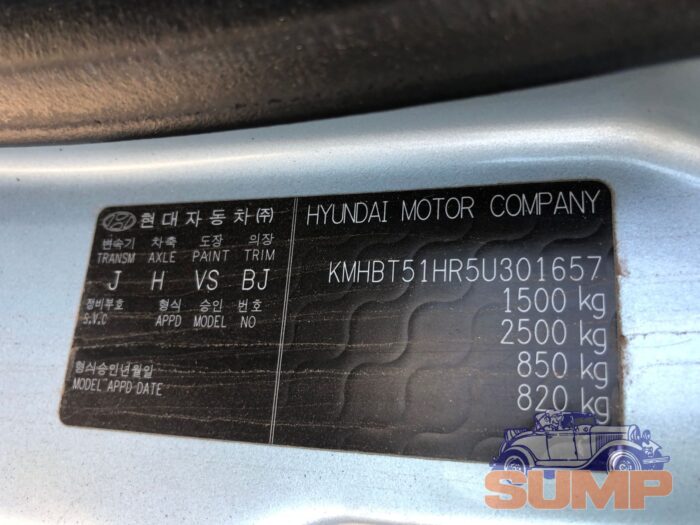 현대자동차㈜
변속기 차축 도장 의장
TRANSM AXLE PAINT TRIM
J H VS BJ
정비부호 형식 승인 번호
S.V.C APPD MODEL NO
형식승인년월일
MODEL APPD DATE
HYUNDAI MOTOR COMPANY
KMHBT51HR5U301657
1500 kg
2500 kg
850 kg
820 kg
SUMP